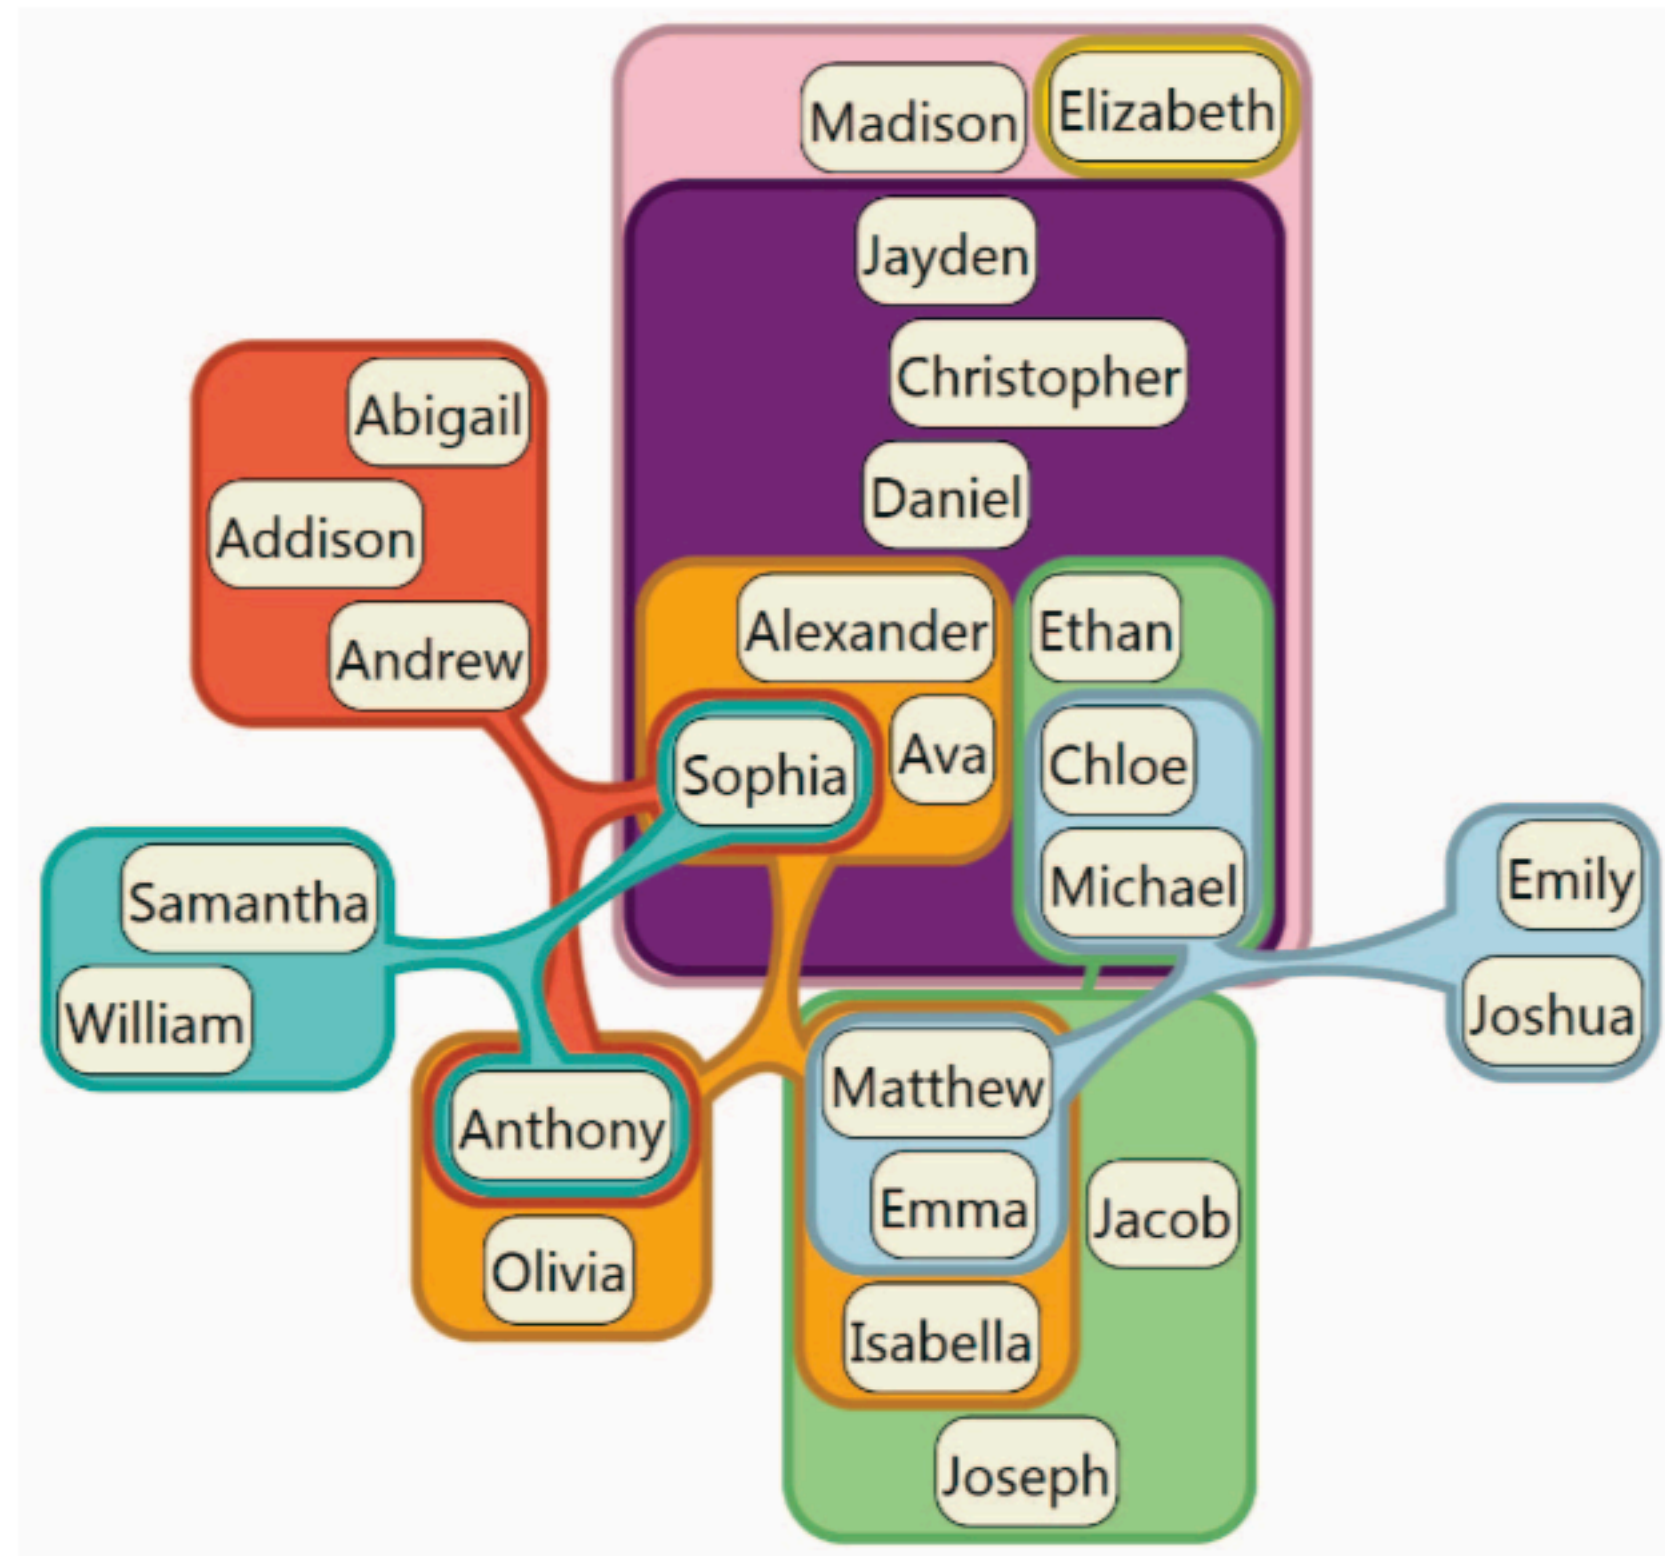 Madison
Elizabeth
Jayden
Christopher
Daniel
Abigail
Addison
Andrew
Alexander
Ethan
Sophia
Ava
Chloe
Michael
Samantha
William
Emily
Joshua
Anthony
Olivia
Matthew
Emma
Jacob
Isabella
Joseph